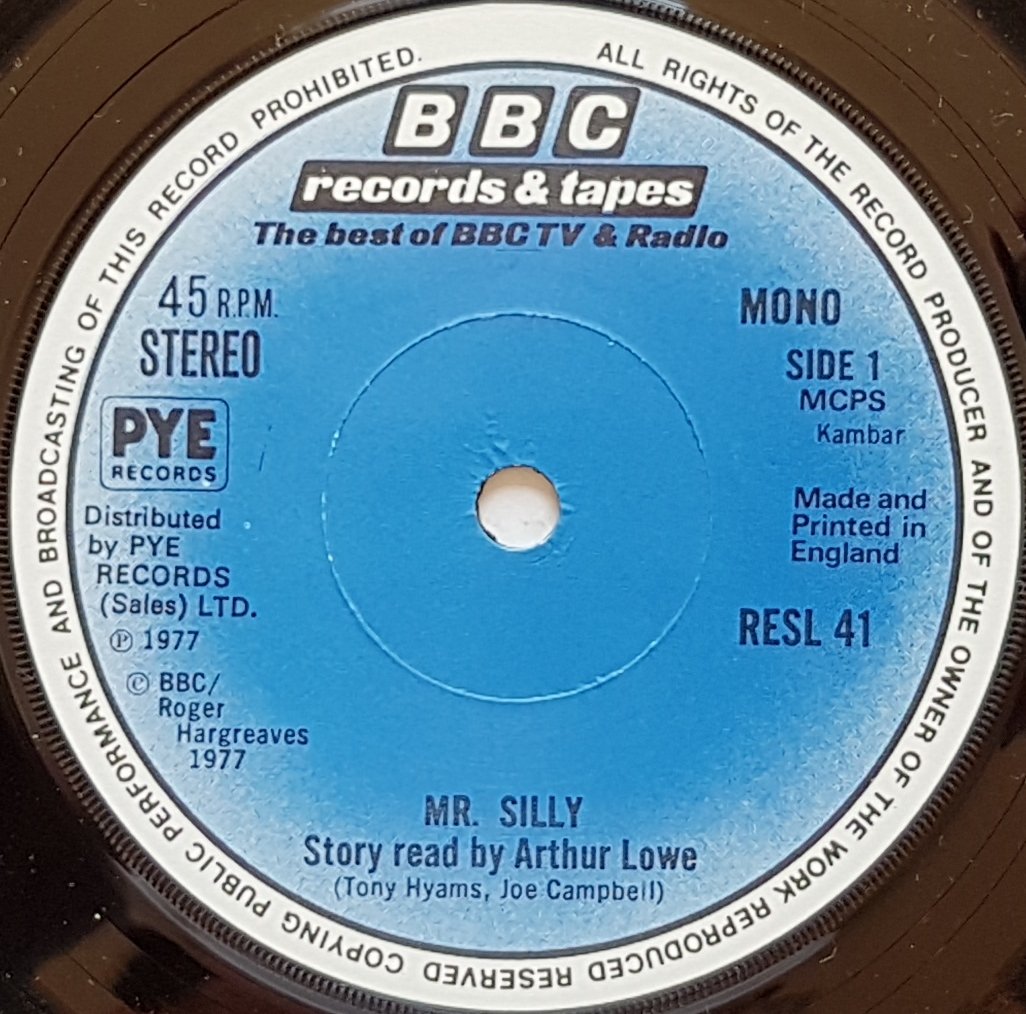 ALL RIGHTS OF THE RECORD PRODUCER AND OF THE OWNER OF THE WORK REPRODUCED RESERVED COPYING PUBLIC PERFORMANCE AND BROADCASTING OF THIS RECORD PROHIBITED.
BBC
records & tapes
The best of BBC TV & Radio
45 R.P.M.
STEREO
PYE
RECORDS
Distributed
by PYE
RECORDS
(Sales) LTD.
℗ 1977
© BBC/
Roger
Hargreaves
1977
MONO
SIDE 1
MCPS
Kambar
Made and
Printed in
England
RESL 41
MR. SILLY
Story read by Arthur Lowe
(Tony Hyams, Joe Campbell)